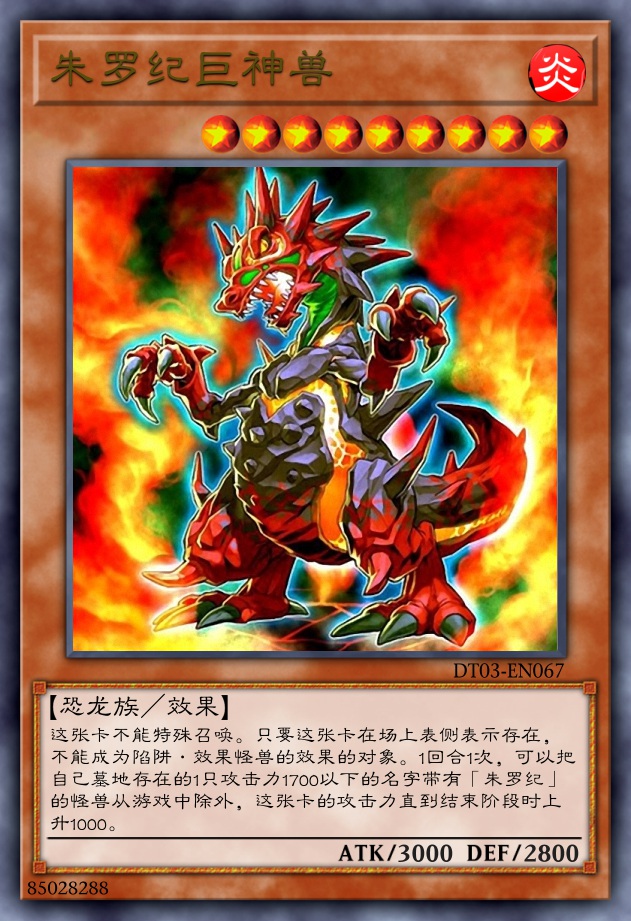 朱罗纪巨神兽
炎
DT03-EN067
【恐龙族／效果】
这张卡不能特殊召唤。只要这张卡在场上表侧表示存在，
不能成为陷阱·效果怪兽的效果的对象。1回合1次，可以把
自己墓地存在的1只攻击力1700以下的名字带有「朱罗纪」
的怪兽从游戏中除外，这张卡的攻击力直到结束阶段时上
升1000。
ATK/3000 DEF/2800
85028288